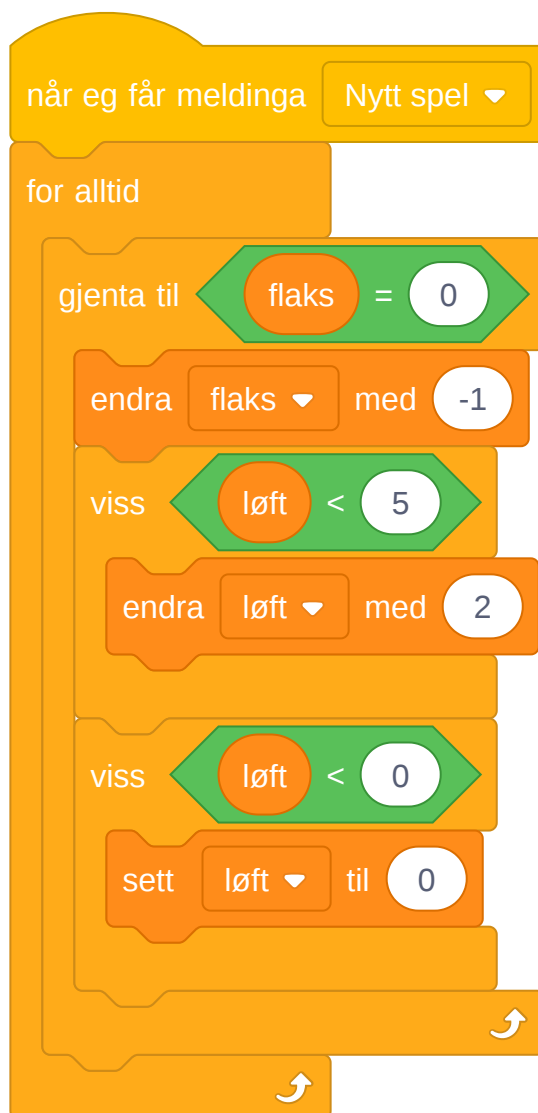 når eg får meldinga Nytt spel
for alltid
gjenta til flaks = 0
endra flaks med -1
viss løft < 5
endra løft med 2
viss løft < 0
sett løft til 0